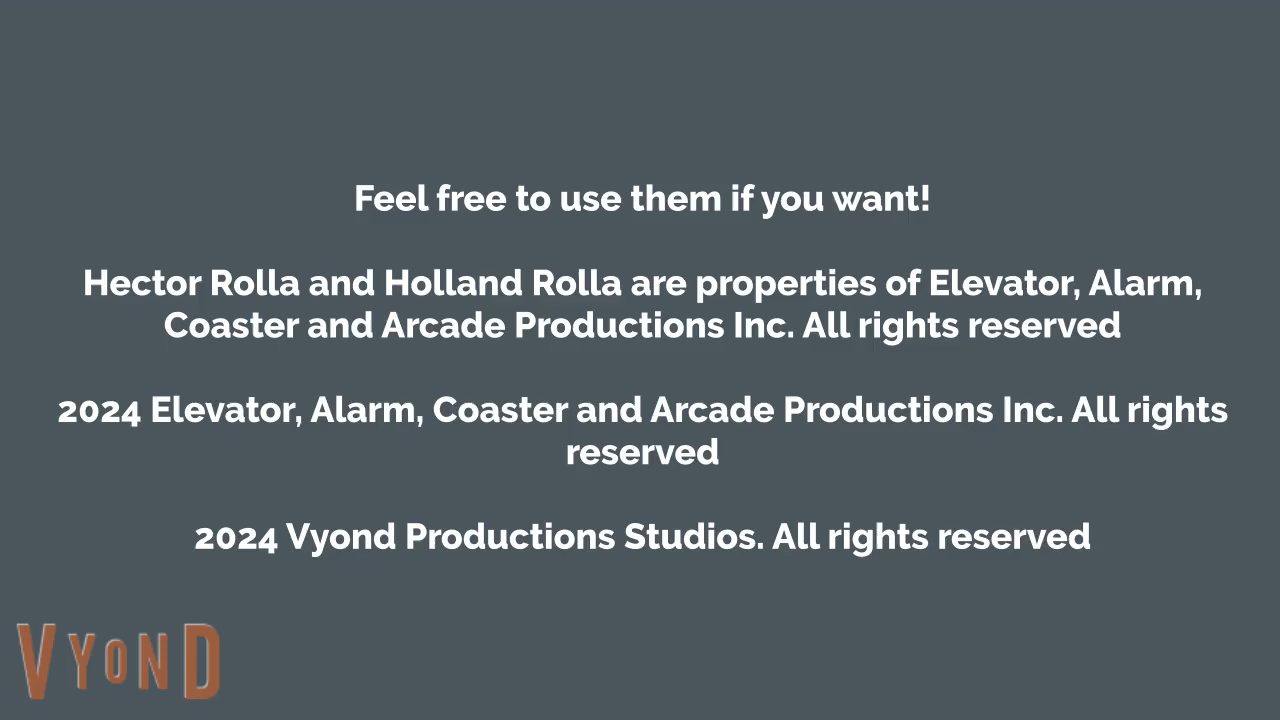 Feel free to use them if you want!
Hector Rolla and Holland Rolla are properties of Elevator, Alarm,
Coaster and Arcade Productions Inc. All rights reserved
2024 Elevator, Alarm, Coaster and Arcade Productions Inc. All rights
reserved
2024 Vyond Productions Studios. All rights reserved
VYOND